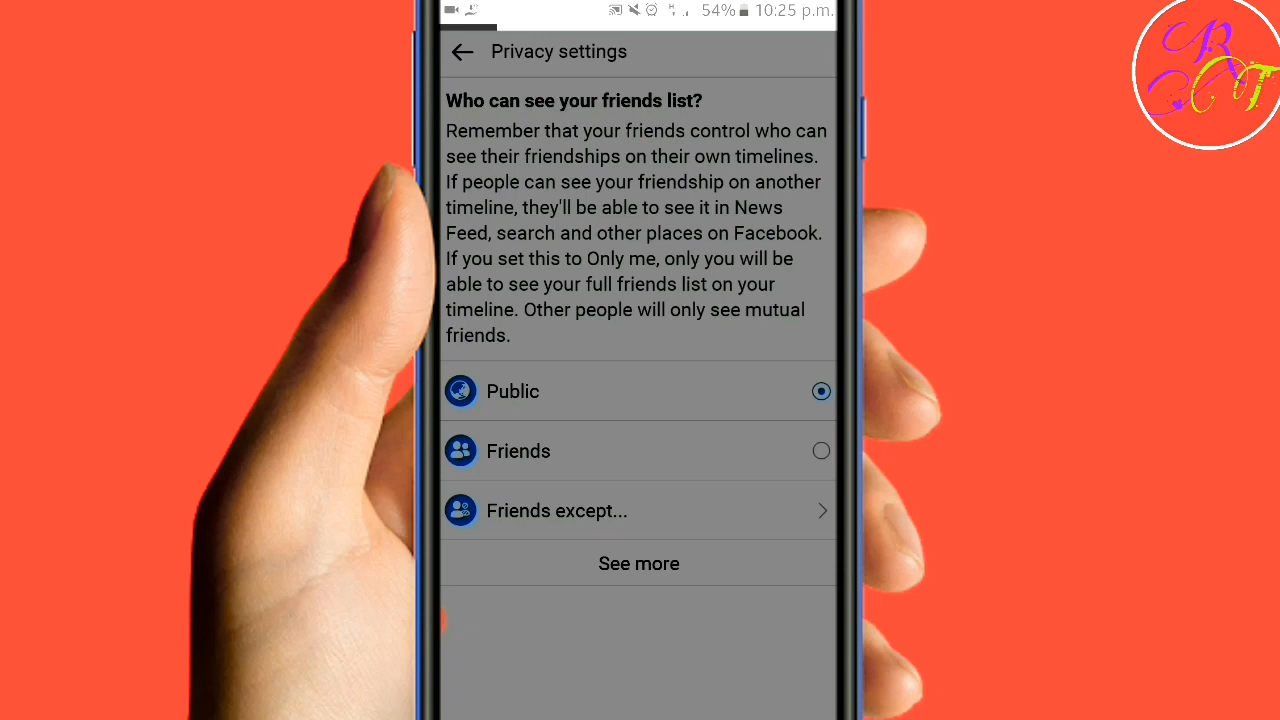 54% 10:25 p.m.
Privacy settings
Who can see your friends list?
Remember that your friends control who can
see their friendships on their own timelines.
If people can see your friendship on another
timeline, they'll be able to see it in News
Feed, search and other places on Facebook.
If you set this to Only me, only you will be
able to see your full friends list on your
timeline. Other people will only see mutual
friends.
Public
Friends
Friends except...
See more